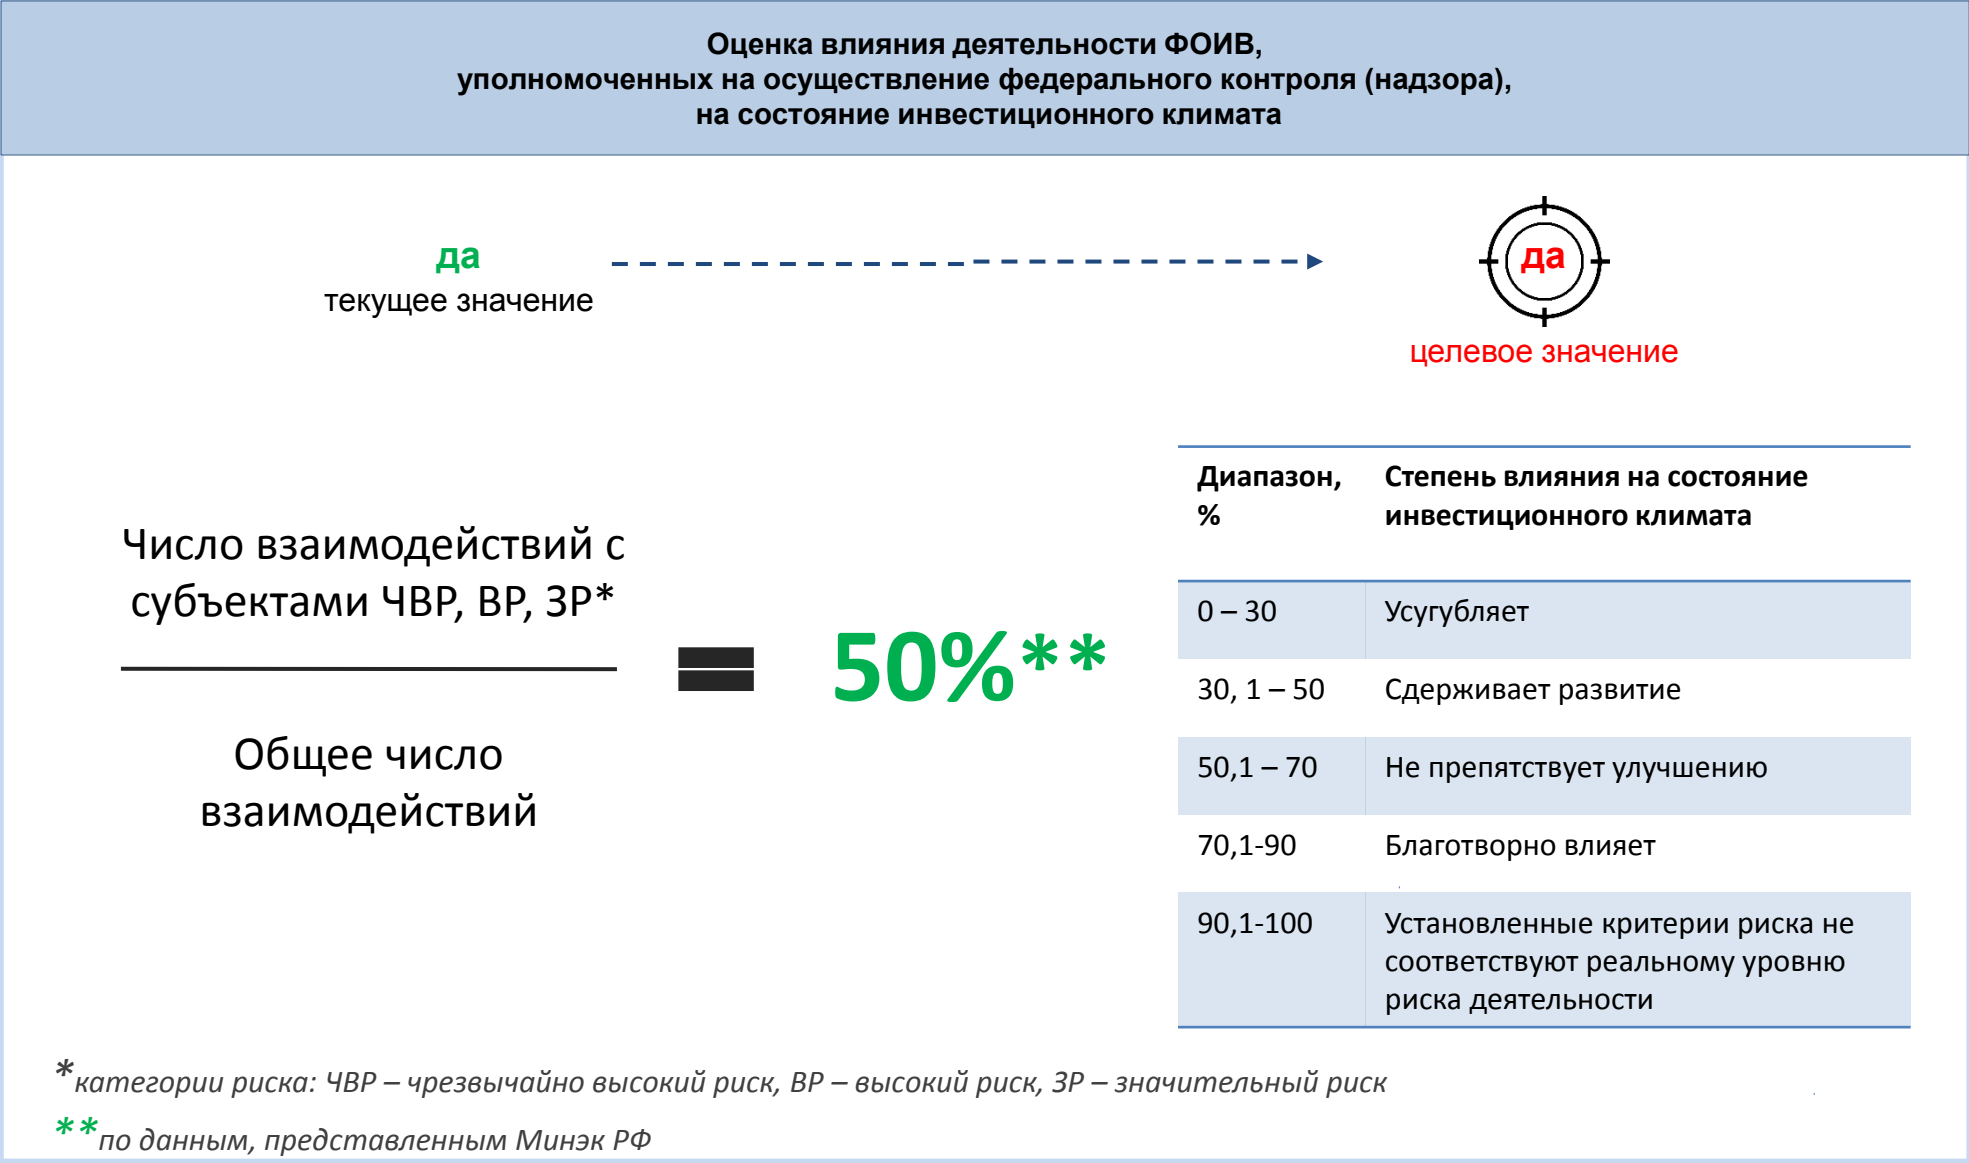 Оценка влияния деятельности ФОИВ,
уполномоченных на осуществление федерального контроля (надзора),
на состояние инвестиционного климата
да
текущее значение
да
целевое значение
Число взаимодействий с
субъектами ЧВР, ВР, ЗР*
Общее число
взаимодействий
=
50%**
Диапазон, %
Степень влияния на состояние
инвестиционного климата
0 – 30
Усугубляет
30, 1 – 50
Сдерживает развитие
50,1 – 70
Не препятствует улучшению
70,1-90
Благотворно влияет
90,1-100
Установленные критерии риска не
соответствуют реальному уровню
риска деятельности
*категории риска: ЧВР – чрезвычайно высокий риск, ВР – высокий риск, ЗР – значительный риск
**по данным, представленным Минэк РФ